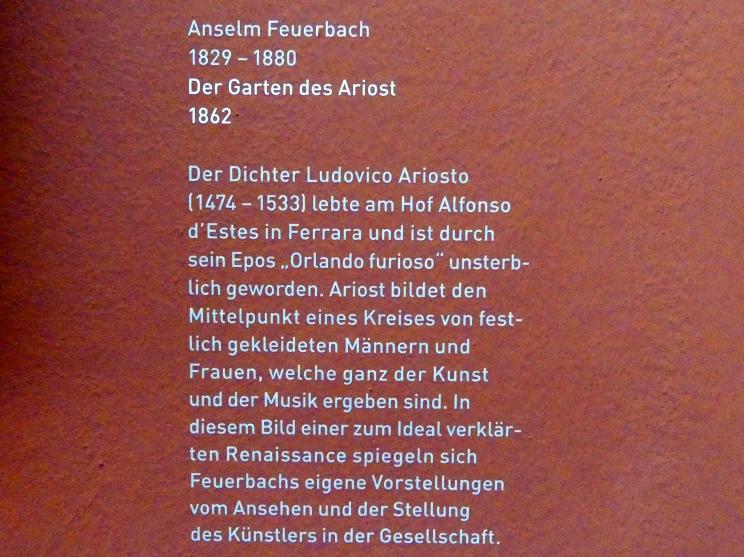 Anselm Feuerbach
1829 – 1880
Der Garten des Ariost
1862
Der Dichter Ludovico Ariosto
(1474 – 1533) lebte am Hof Alfonso
d’Estes in Ferrara und ist durch
sein Epos „Orlando furioso“ unsterb-
lich geworden. Ariost bildet den
Mittelpunkt eines Kreises von fest-
lich gekleideten Männern und
Frauen, welche ganz der Kunst
und der Musik ergeben sind. In
diesem Bild einer zum Ideal verklär-
ten Renaissance spiegeln sich
Feuerbachs eigene Vorstellungen
vom Ansehen und der Stellung
des Künstlers in der Gesellschaft.